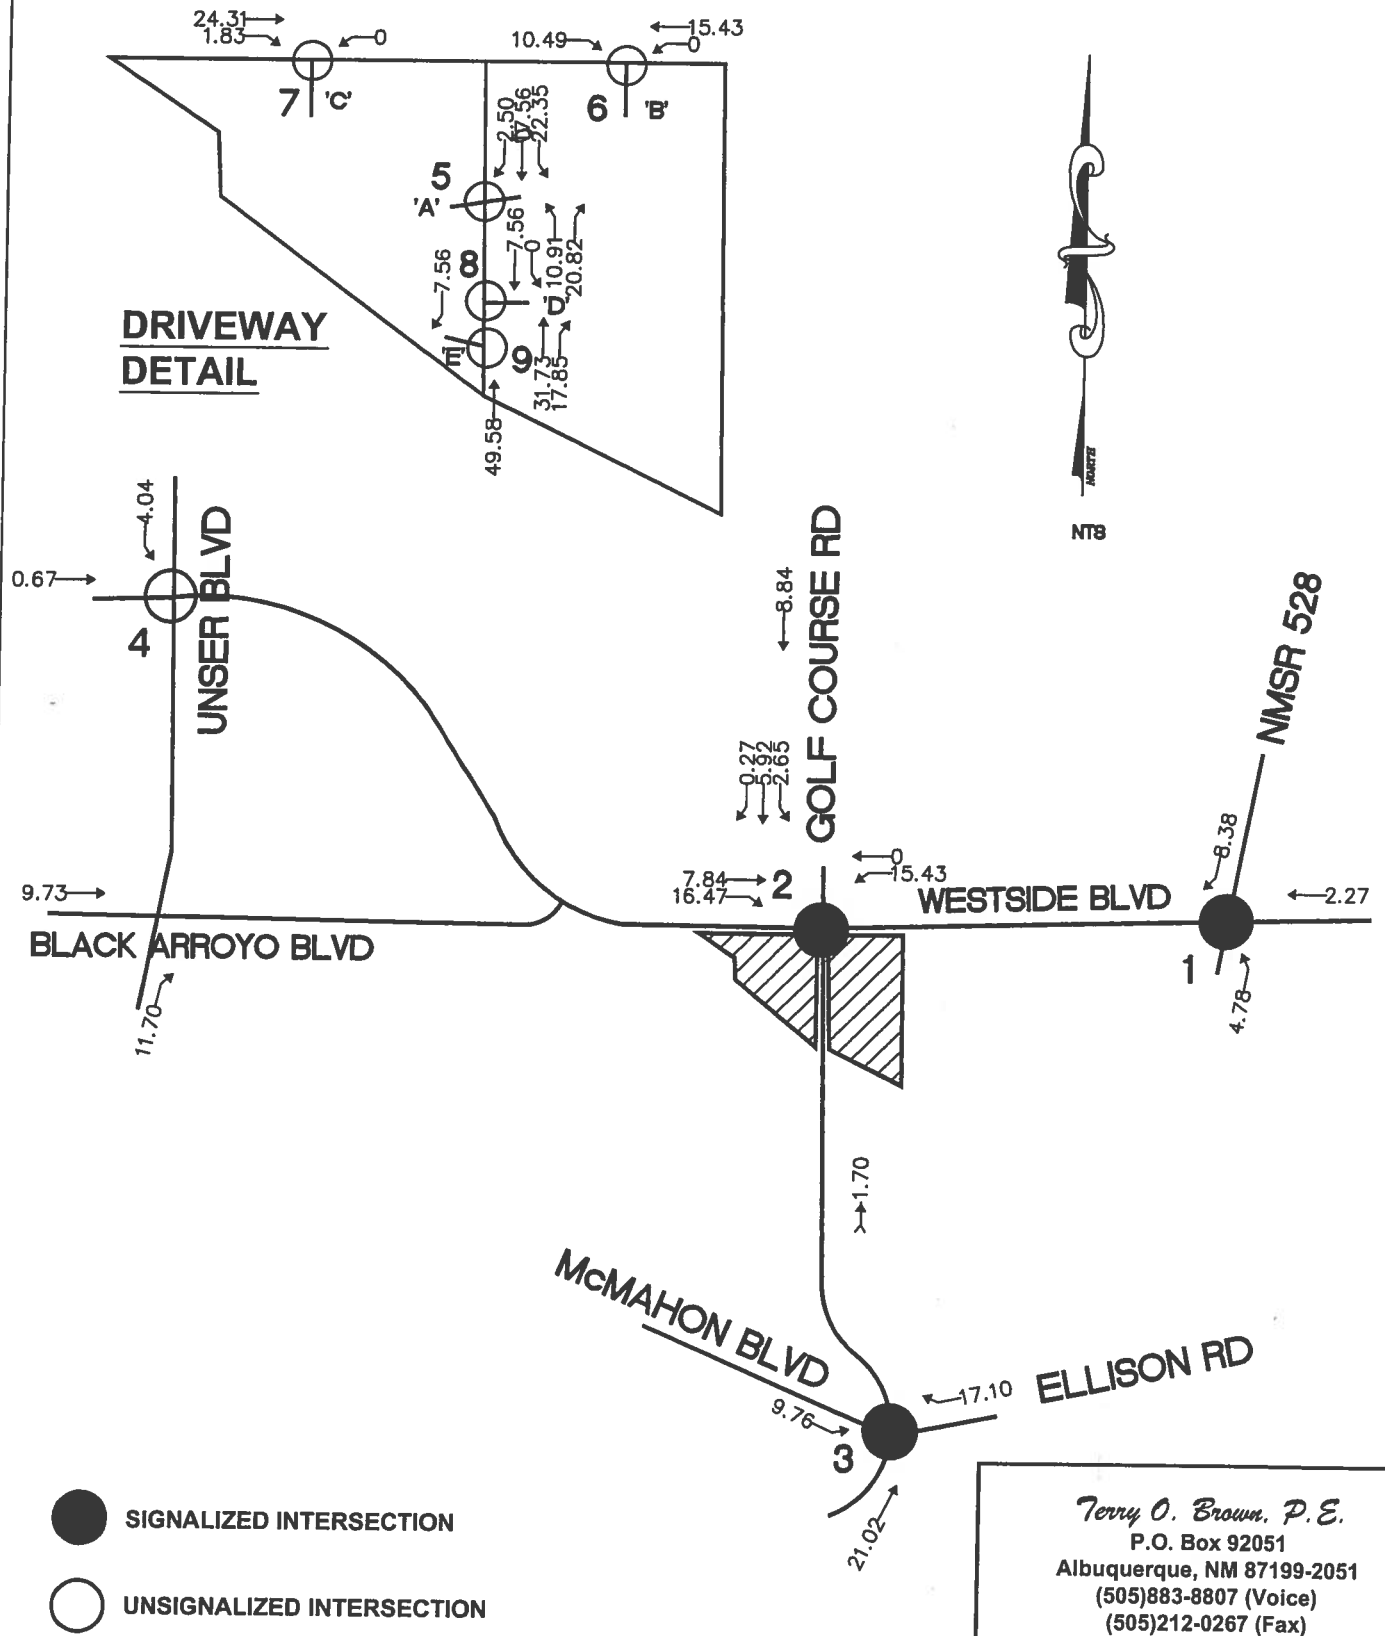 24.31
1.83
0
7 'C'
10.49
15.43
0
6 'B'
2.50
22.35
5
'A'
7.56
0
10.91
20.82
8
7.56
'D'
'E'
9
31.73
17.85
49.58
DRIVEWAY
DETAIL
NORTH
NTS
4.04
0.67
4
UNSER BLVD
8.84
GOLF COURSE RD
NMSR 528
0.27
5.92
2.65
8.38
0
15.43
7.84
16.47
2
WESTSIDE BLVD
2.27
9.73
BLACK ARROYO BLVD
1
4.78
11.70
1.70
McMAHON BLVD
ELLISON RD
17.10
9.76
3
21.02
SIGNALIZED INTERSECTION
UNSIGNALIZED INTERSECTION
Terry O. Brown, P.E.
P.O. Box 92051
Albuquerque, NM 87199-2051
(505)883-8807 (Voice)
(505)212-0267 (Fax)